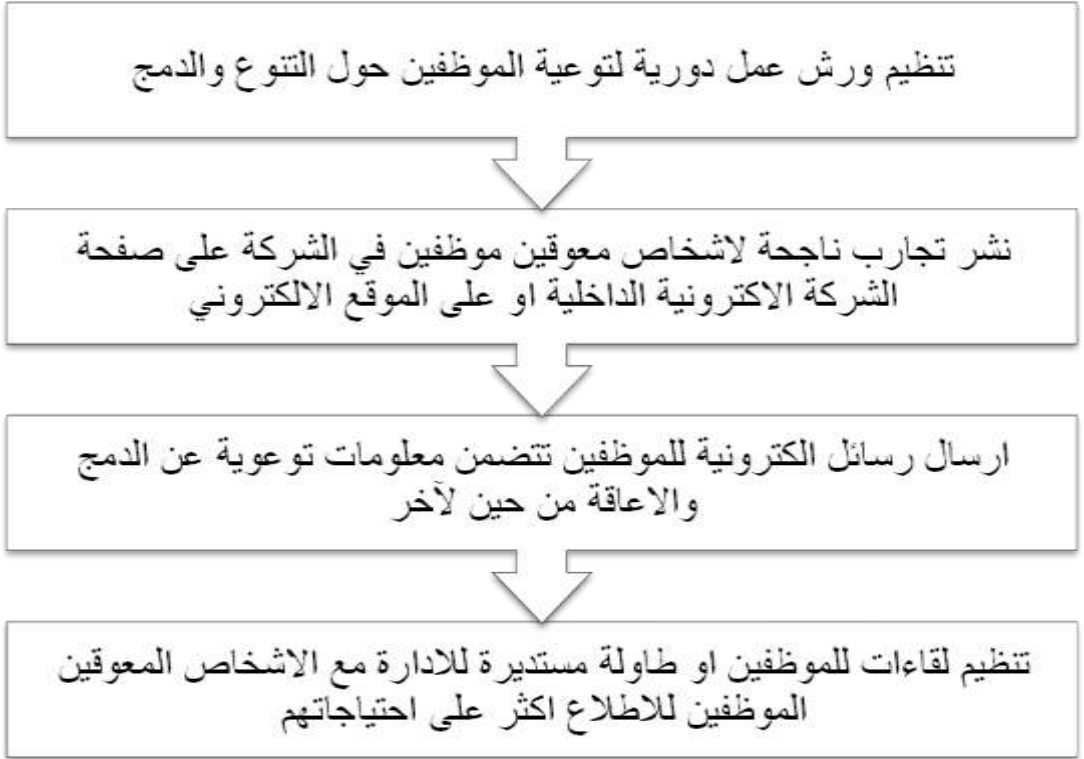 تنظيم ورش عمل دورية لتوعية الموظفين حول التنوع والدمج
نشر تجارب ناجحة لاشخاص معوقين موظفين في الشركة على صفحة
الشركة الاكترونية الداخلية او على الموقع الالكتروني
ارسال رسائل الكترونية للموظفين تتضمن معلومات توعوية عن الدمج
والاعاقة من حين لآخر
تنظيم لقاءات للموظفين او طاولة مستديرة للادارة مع الاشخاص المعوقين
الموظفين للاطلاع اكثر على احتياجاتهم